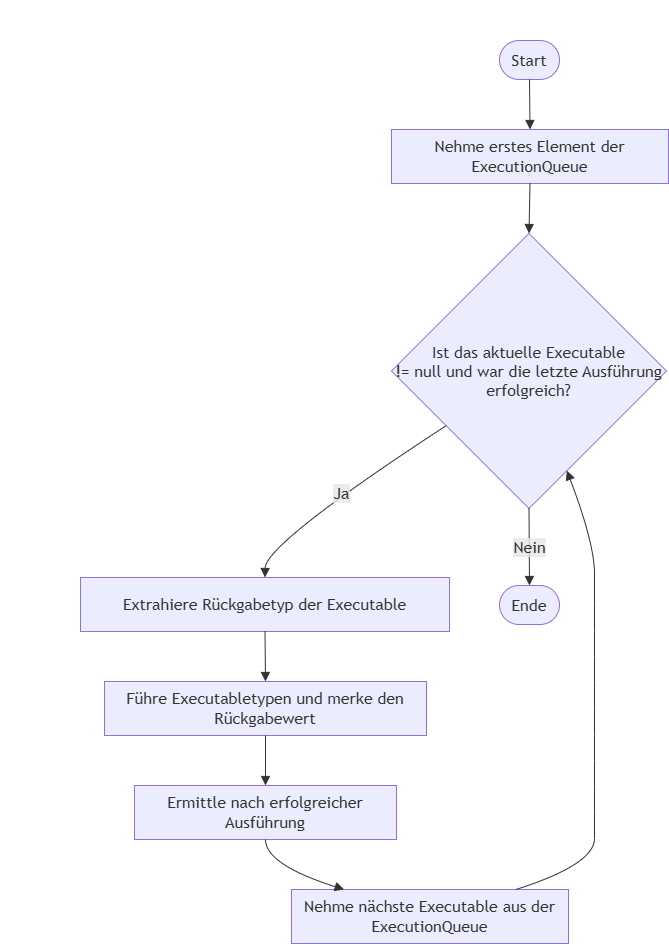 Start
Nehme erstes Element der
ExecutionQueue
Ist das aktuelle Executable
!= null und war die letzte Ausführung
erfolgreich?
Ja
Nein
Extrahiere Rückgabetyp der Executable
Ende
Führe Executabletypen und merke den
Rückgabewert
Ermittle nach erfolgreicher
Ausführung
Nehme nächste Executable aus der
ExecutionQueue